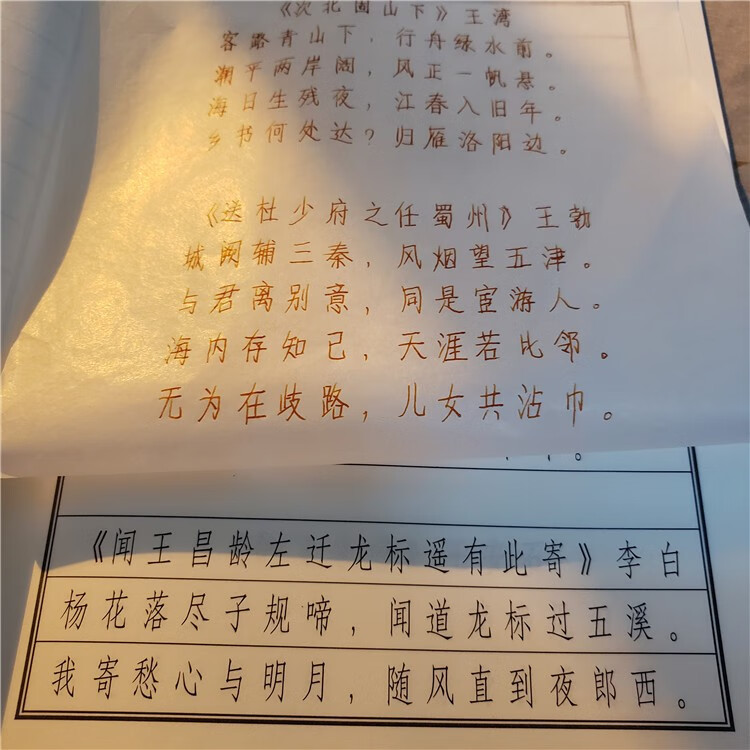 《次北固山下》王湾
客路青山下，行舟绿水前。
潮平两岸阔，风正一帆悬。
海日生残夜，江春入旧年。
乡书何处达？归雁洛阳边。
《送杜少府之任蜀州》王勃
城阙辅三秦，风烟望五津。
与君离别意，同是宦游人。
海内存知己，天涯若比邻。
无为在歧路，儿女共沾巾。
《闻王昌龄左迁龙标遥有此寄》李白
杨花落尽子规啼，闻道龙标过五溪。
我寄愁心与明月，随风直到夜郎西。